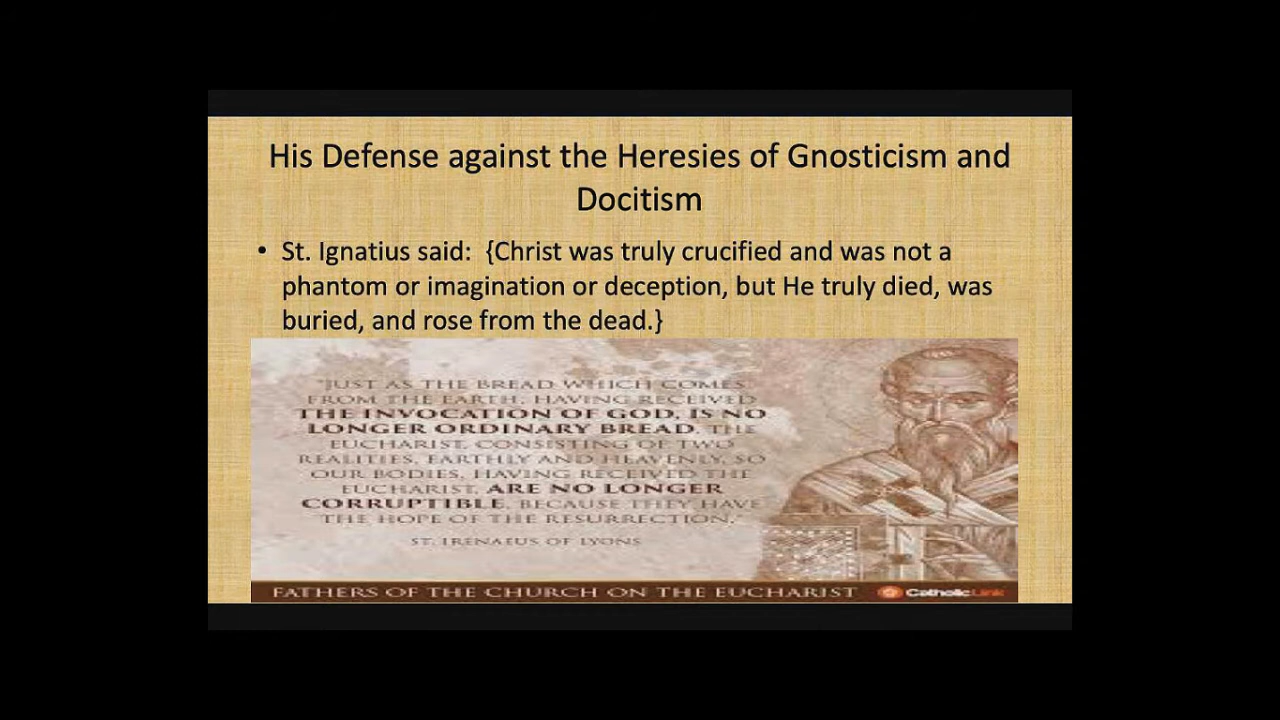 His Defense against the Heresies of Gnosticism and
Docitism
• St. Ignatius said: {Christ was truly crucified and was not a
phantom or imagination or deception, but He truly died, was
buried, and rose from the dead.}
"JUST AS THE BREAD WHICH COMES
FROM THE EARTH, HAVING RECEIVED
THE INVOCATION OF GOD, IS NO
LONGER ORDINARY BREAD, THE
EUCHARIST, CONSISTING OF TWO
REALITIES, EARTHLY AND HEAVENLY, SO
OUR BODIES, HAVING RECEIVED THE
EUCHARIST, ARE NO LONGER
CORRUPTIBLE, BECAUSE THEY HAVE
THE HOPE OF THE RESURRECTION."
ST. IRENAEUS OF LYONS
FATHERS OF THE CHURCH ON THE EUCHARIST
CatholicLink